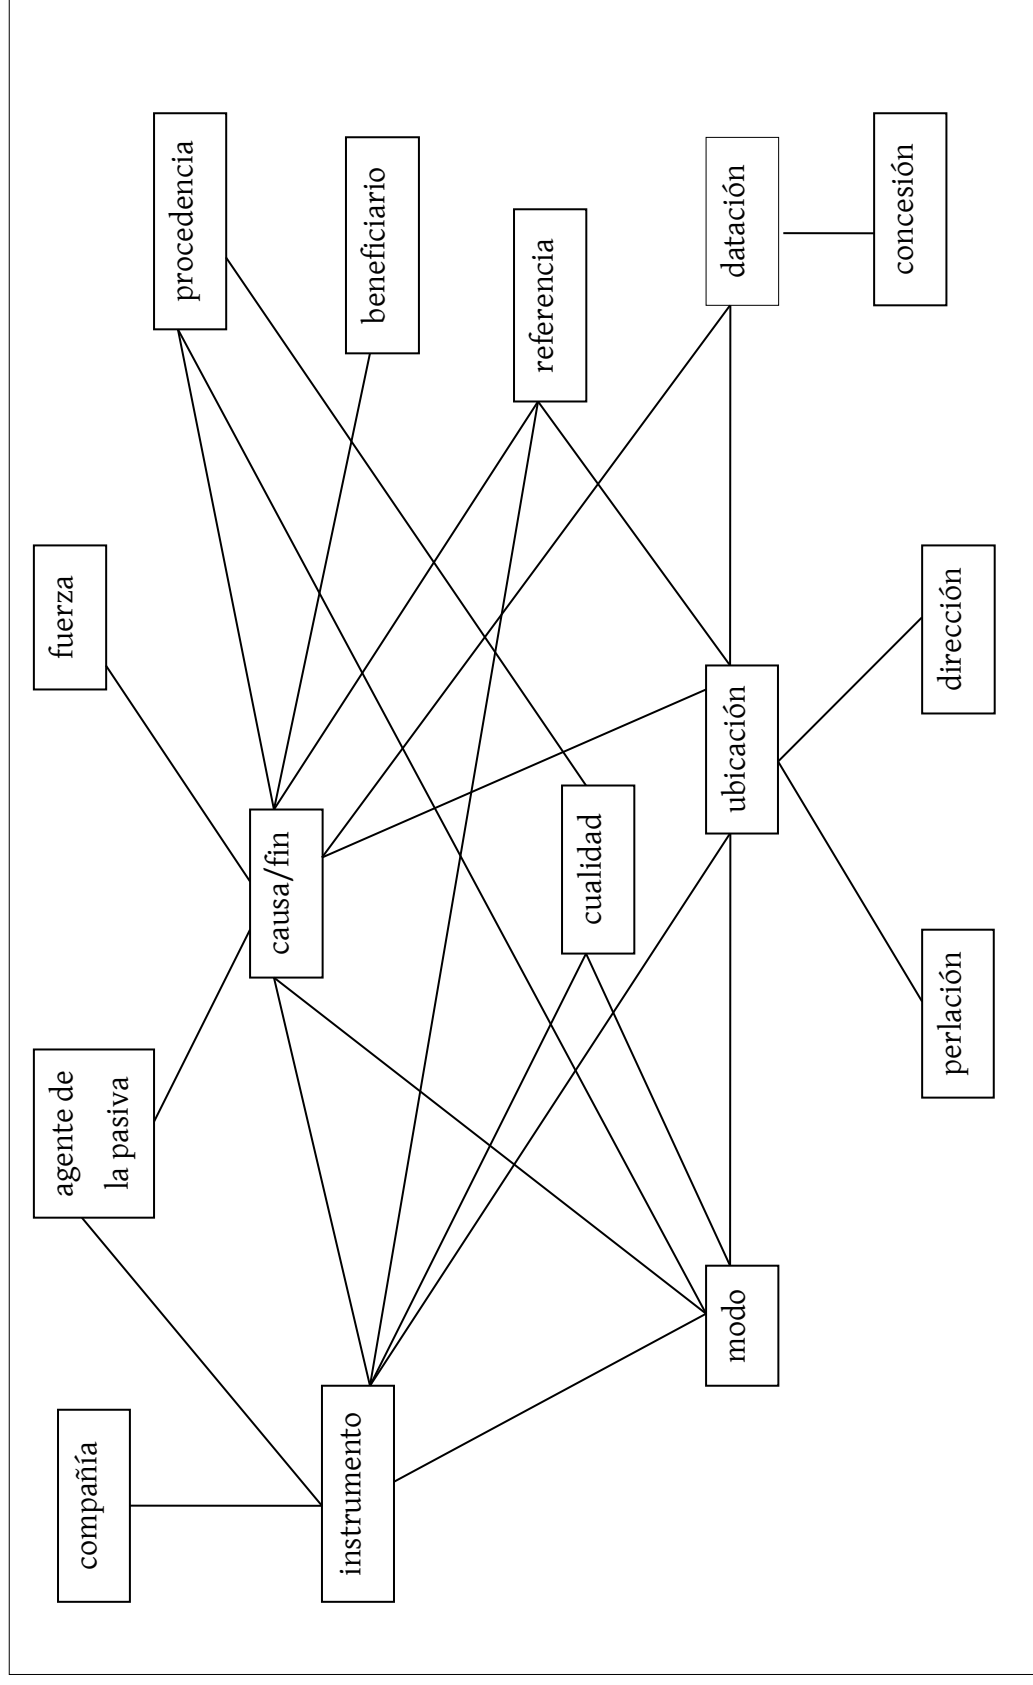 compañía
agente de
la pasiva
fuerza
procedencia
causa/fin
beneficiario
instrumento
referencia
cualidad
modo
ubicación
datación
perlación
dirección
concesión